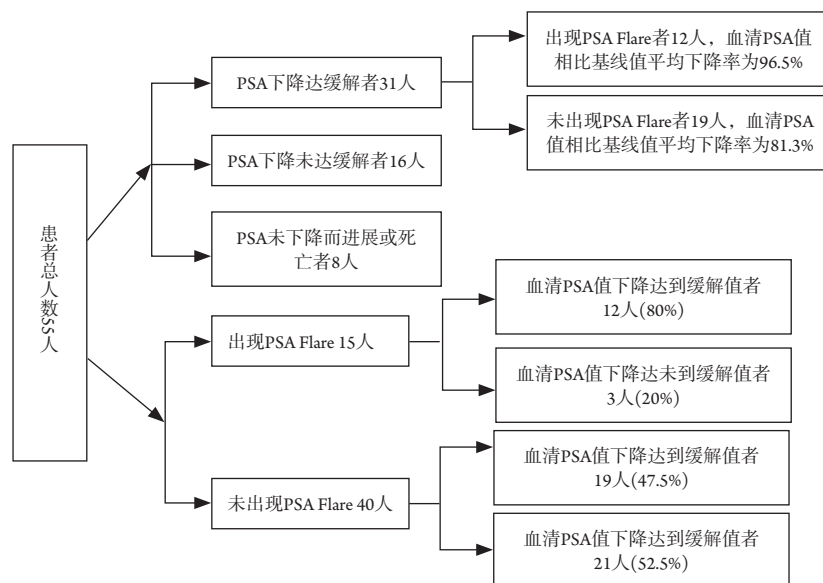 患者总人数55人
PSA下降达缓解者31人
出现PSA Flare者12人，血清PSA值
相比基线值平均下降率为96.5%
未出现PSA Flare者19人，血清PSA
值相比基线值平均下降率为81.3%
PSA下降未达缓解者16人
PSA未下降而进展或死
亡者8人
出现PSA Flare 15人
血清PSA值下降达到缓解值者
12人(80%)
血清PSA值下降达未到缓解值者
3人(20%)
未出现PSA Flare 40人
血清PSA值下降达到缓解值者
19人(47.5%)
血清PSA值下降达到缓解值者
21人(52.5%)